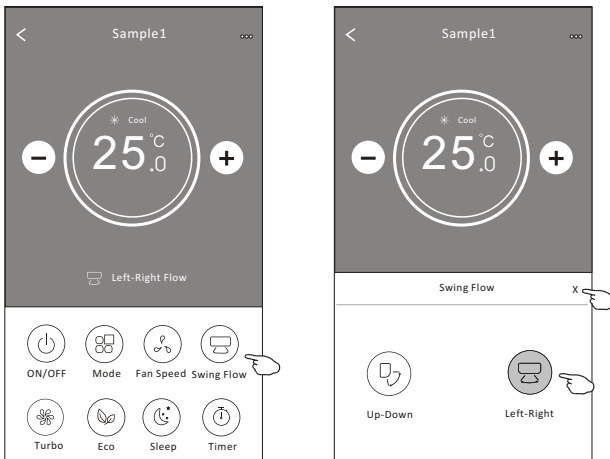 Sample1
Cool
25.0°C
Left-Right Flow
ON/OFF Mode Fan Speed Swing Flow
Turbo Eco Sleep Timer
Sample1
Cool
25.0°C
Swing Flow X
Up-Down Left-Right